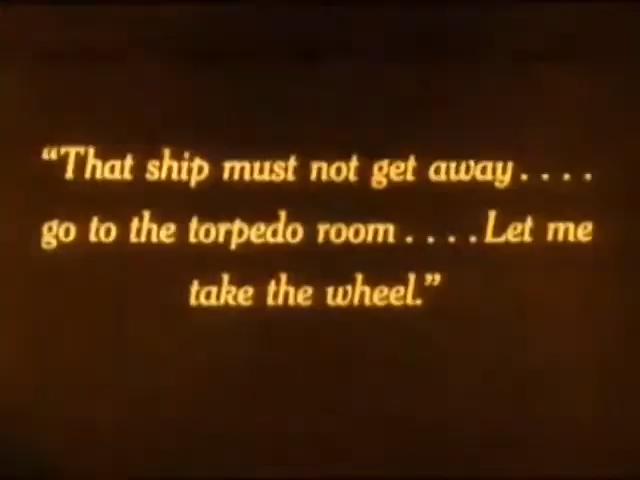 “That ship must not get away....
go to the torpedo room....Let me
take the wheel.”